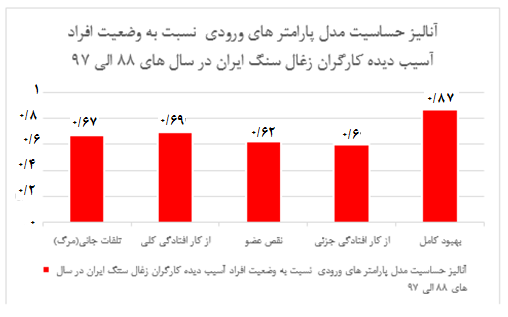 آنالیز حساسیت مدل پارامتر های ورودی نسبت به وضعیت افراد
آسیب دیده کارگران زغال سنگ ایران در سال های ۸۸ الی ۹۷
۱
۰/۸
۰/۶
۰/۴
۰/۲
۰
۰/۶۷
۰/۶۹
۰/۶۲
۰/۶
۰/۸۷
تلفات جانی(مرگ)
از کار افتادگی کلی
نقص عضو
از کار افتادگی جزئی
بهبود کامل
آنالیز حساسیت مدل پارامتر های ورودی نسبت به وضعیت افراد آسیب دیده کارگران زغال سنگ ایران در سال
های ۸۸ الی ۹۷